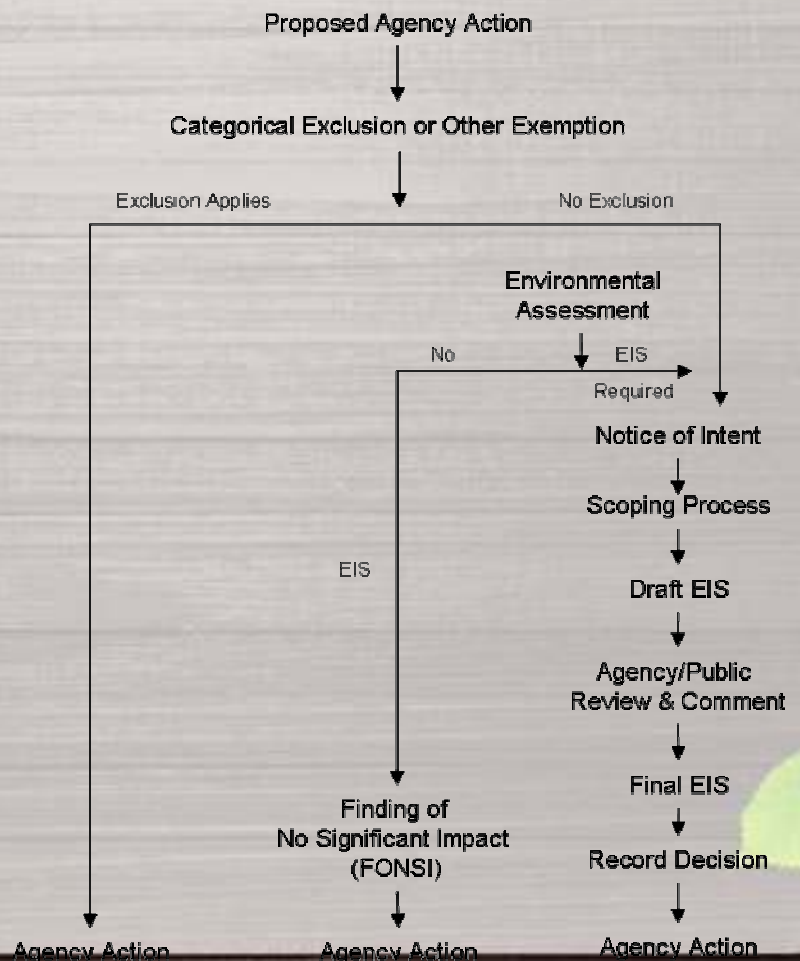 Proposed Agency Action
Categorical Exclusion or Other Exemption
Exclusion Applies
No Exclusion
Environmental
Assessment
No
EIS
Required
Notice of Intent
Scoping Process
EIS
Draft EIS
Agency/Public
Review & Comment
Final EIS
Finding of
No Significant Impact
(FONSI)
Record Decision
Agency Action
Agency Action
Agency Action